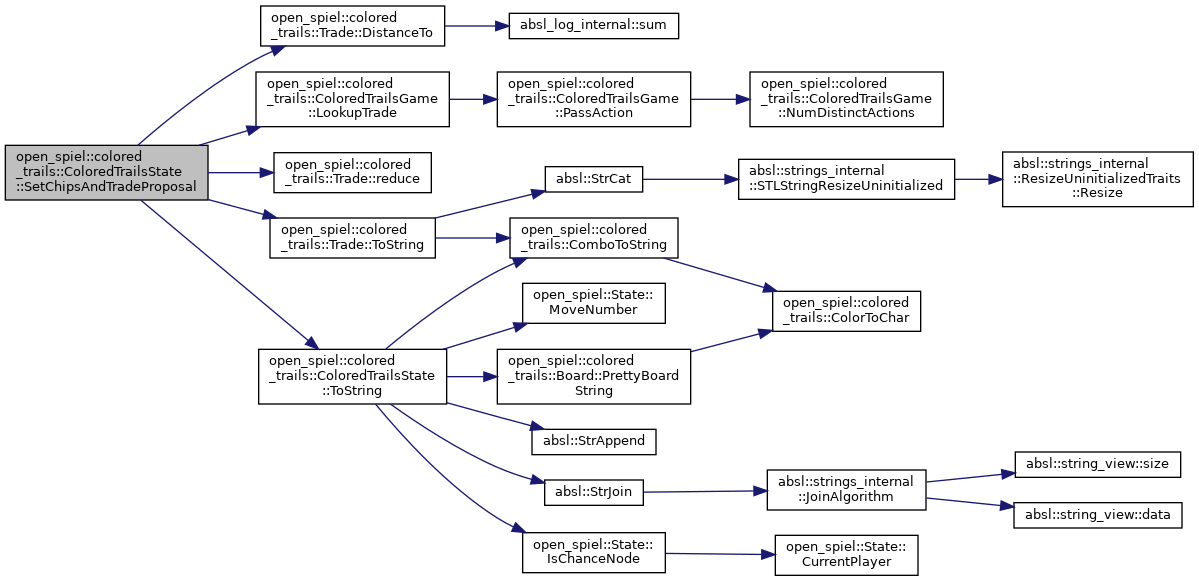 open_spiel::colored
_trails::ColoredTrailsState
::SetChipsAndTradeProposal
open_spiel::colored
_trails::Trade::DistanceTo
absl_log_internal::sum
open_spiel::colored
_trails::ColoredTrailsGame
::LookupTrade
open_spiel::colored
_trails::ColoredTrailsGame
::PassAction
open_spiel::colored
_trails::ColoredTrailsGame
::NumDistinctActions
open_spiel::colored
_trails::Trade::reduce
open_spiel::colored
_trails::Trade::ToString
absl::StrCat
absl::strings_internal
::STLStringResizeUninitialized
absl::strings_internal
::ResizeUninitializedTraits
::Resize
open_spiel::colored
_trails::ComboToString
open_spiel::colored
_trails::ColorToChar
open_spiel::colored
_trails::ColoredTrailsState
::ToString
open_spiel::State::
MoveNumber
open_spiel::colored
_trails::Board::PrettyBoard
String
absl::StrAppend
absl::StrJoin
absl::strings_internal
::JoinAlgorithm
absl::string_view::size
absl::string_view::data
open_spiel::State::
IsChanceNode
open_spiel::State::
CurrentPlayer